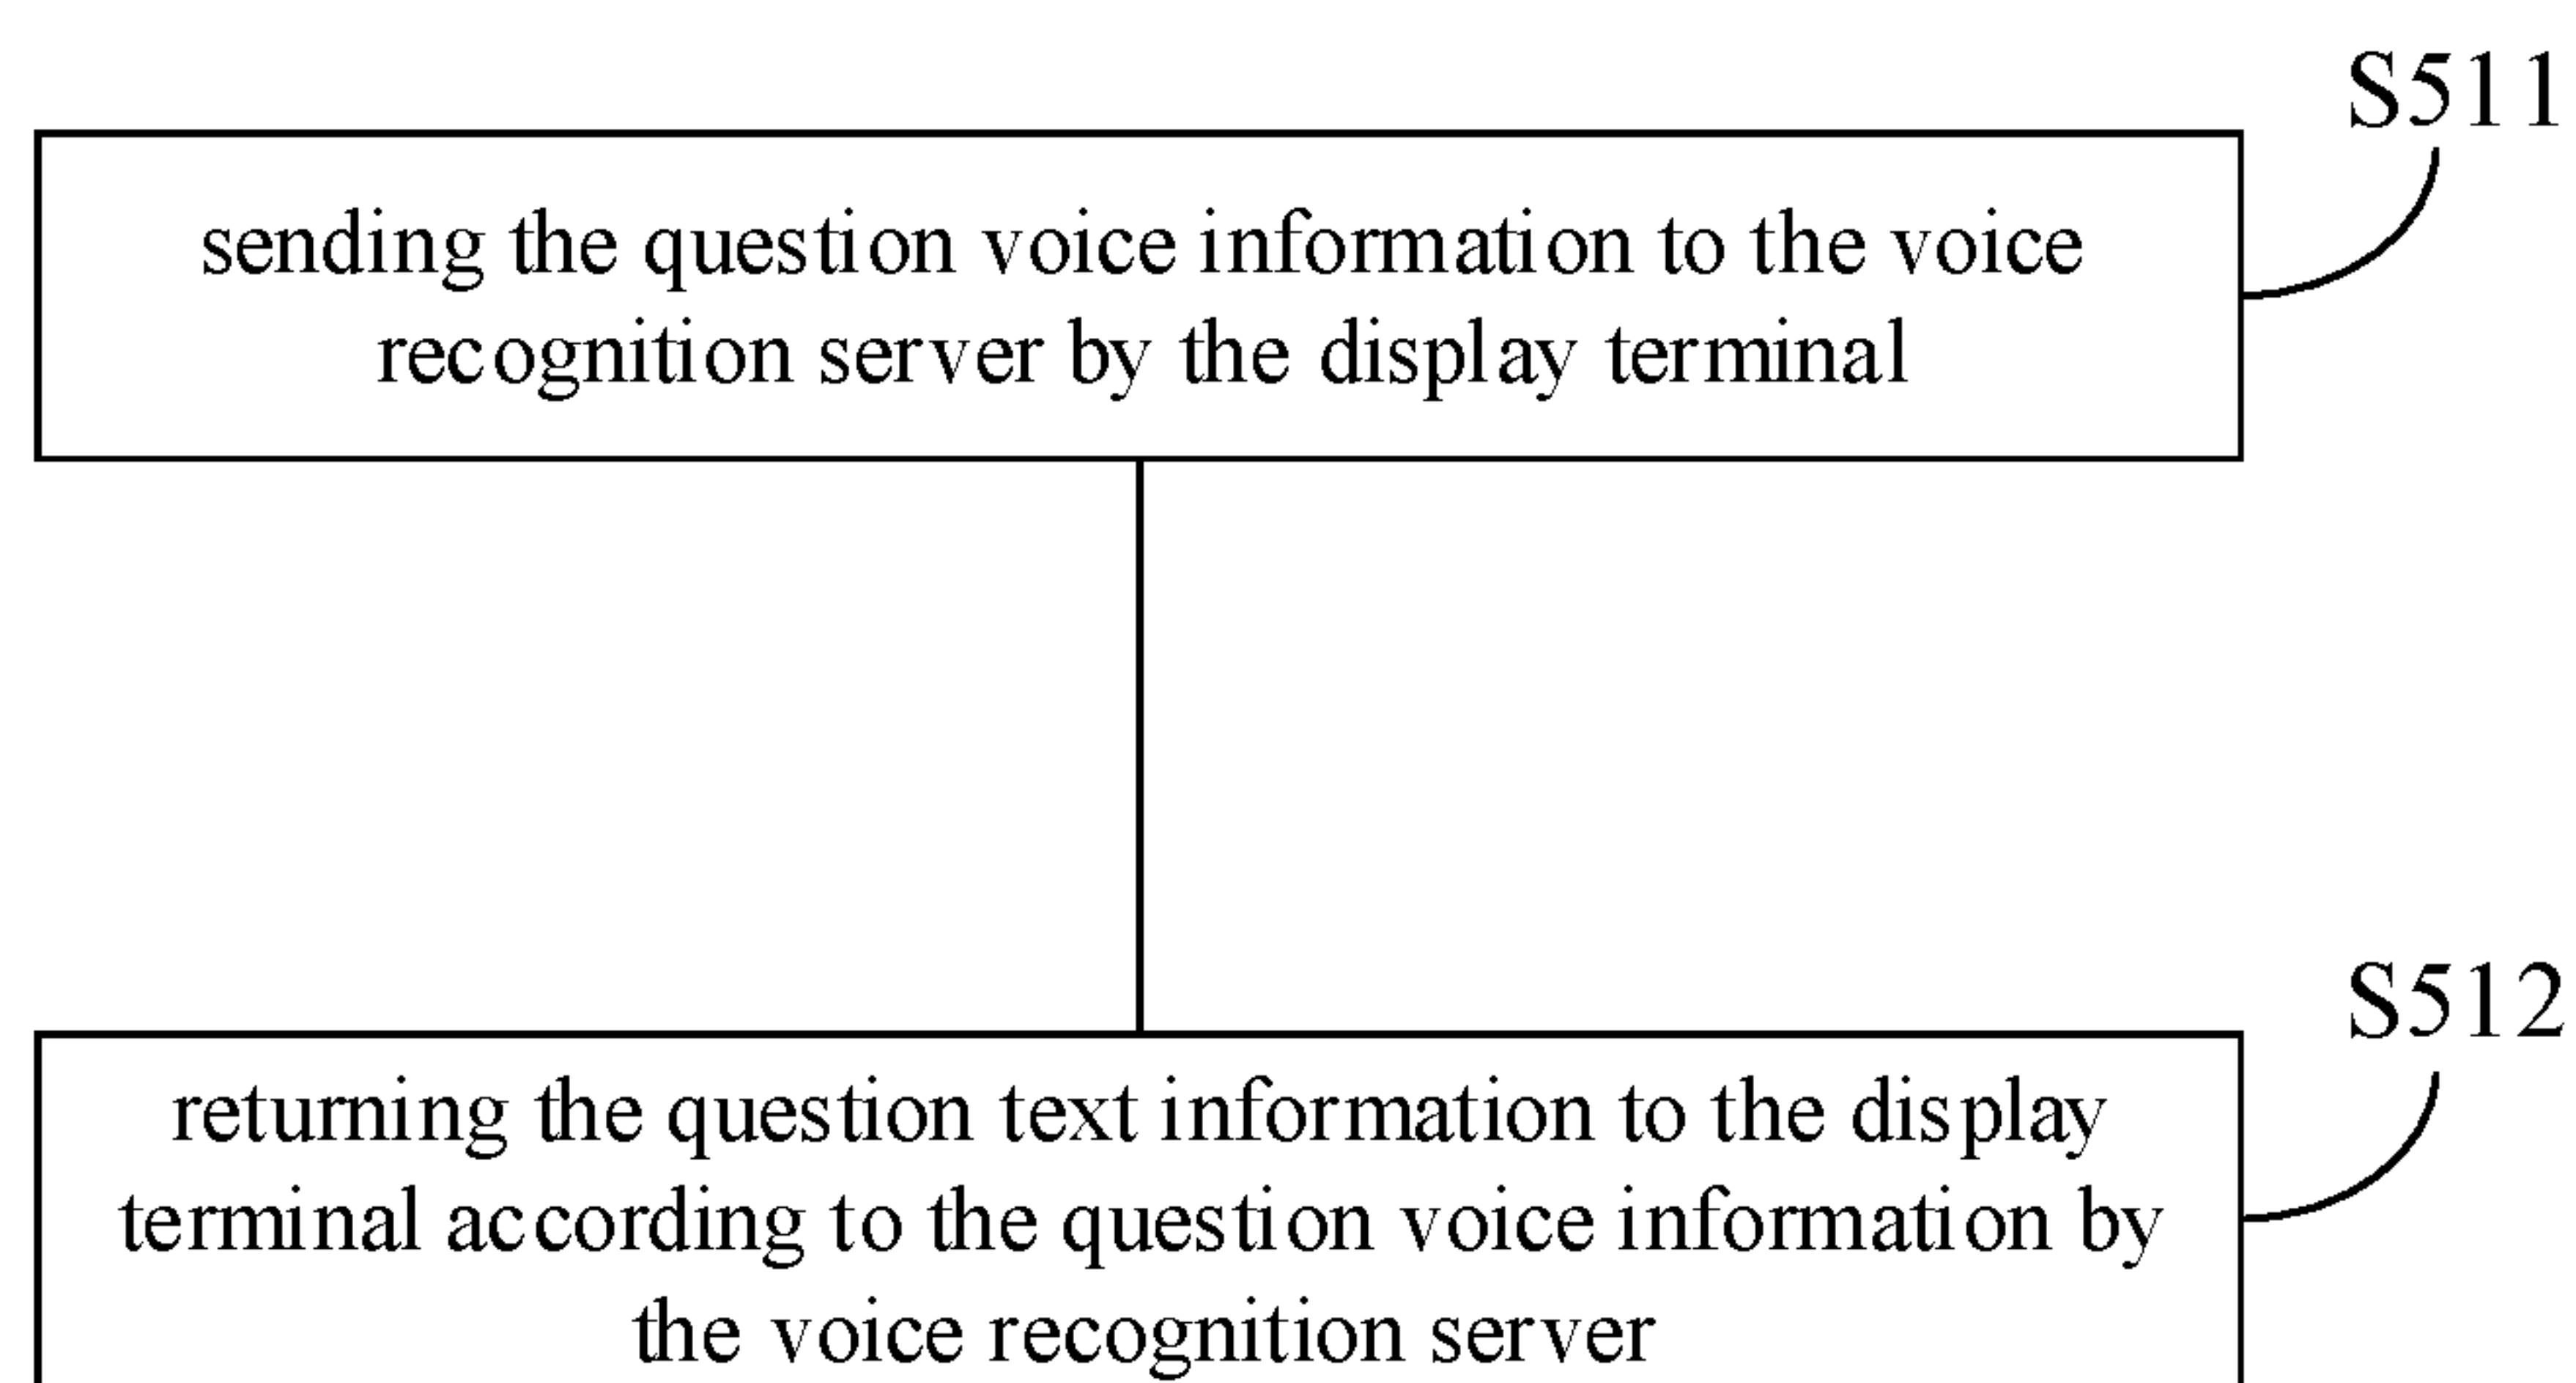 S511
sending the question voice information to the voice
recognition server by the display terminal
S512
returning the question text information to the display
terminal according to the question voice information by
the voice recognition server